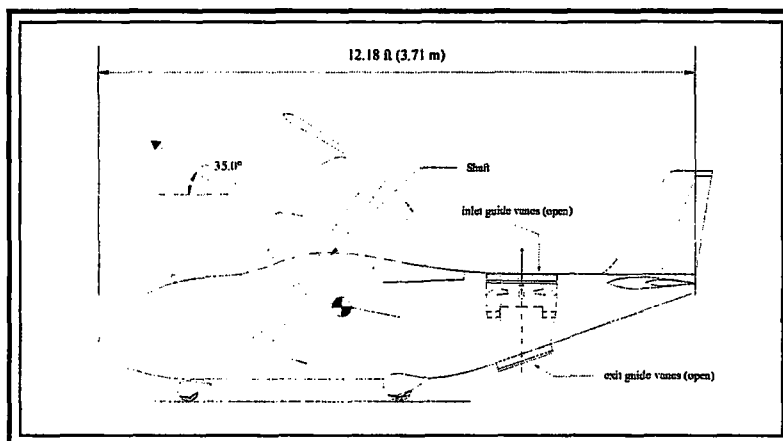 12.18 ft (3.71 m)
35.0°
Shaft
inlet guide vanes (open)
exit guide vanes (open)